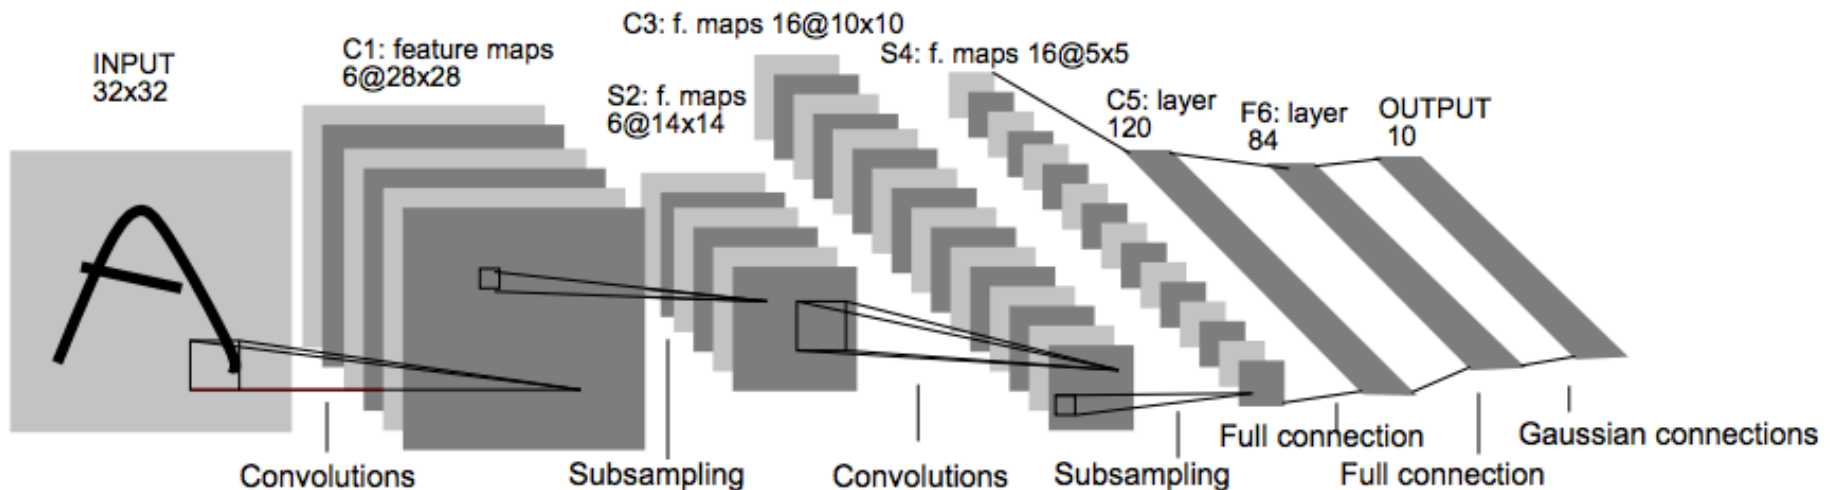 INPUT
32x32
C1: feature maps
6@28x28
S2: f. maps
6@14x14
C3: f. maps 16@10x10
S4: f. maps 16@5x5
C5: layer
120
F6: layer
84
OUTPUT
10
Convolutions
Subsampling
Convolutions
Subsampling
Full connection
Full connection
Gaussian connections
A